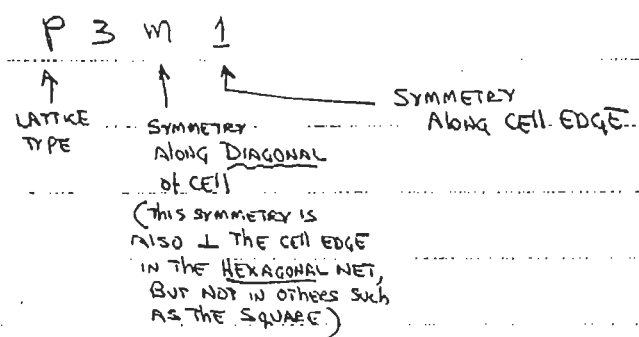 P 3 m 1
LATTICE
TYPE
SYMMETRY
Along DIAGONAL
of CEll
(This SYMMETRY IS
Also ⊥ The CEll EDGE
IN The HEXAGONAL NET,
BUT NOT IN OTHERS Such
AS The SQUARE)
SYMMETRY
Along CEll EDGE